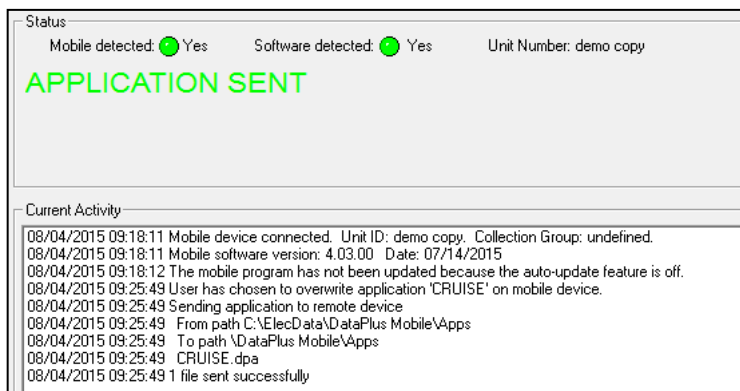 Status
Mobile detected: Yes Software detected: Yes Unit Number: demo copy
APPLICATION SENT
Current Activity
08/04/2015 09:18:11 Mobile device connected. Unit ID: demo copy. Collection Group: undefined.
08/04/2015 09:18:11 Mobile software version: 4.03.00 Date: 07/14/2015
08/04/2015 09:18:12 The mobile program has not been updated because the auto-update feature is off.
08/04/2015 09:25:49 User has chosen to overwrite application 'CRUISE' on mobile device.
08/04/2015 09:25:49 Sending application to remote device
08/04/2015 09:25:49 From path C:\ElecData\DataPlus Mobile\Apps
08/04/2015 09:25:49 To path \DataPlus Mobile\Apps
08/04/2015 09:25:49 CRUISE.dpa
08/04/2015 09:25:49 1 file sent successfully